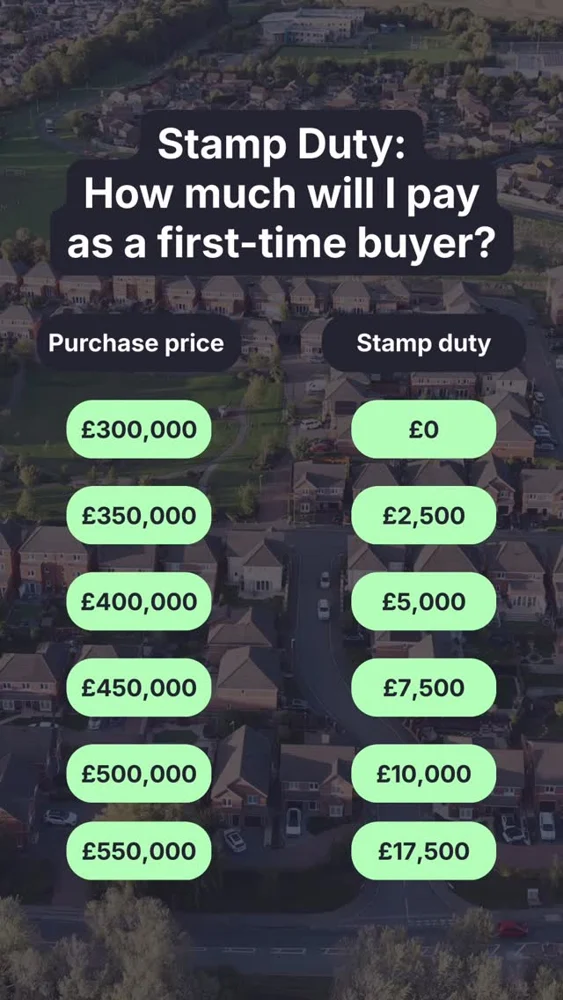 Stamp Duty:
How much will I pay
as a first-time buyer?
Purchase price Stamp duty
£300,000 £0
£350,000 £2,500
£400,000 £5,000
£450,000 £7,500
£500,000 £10,000
£550,000 £17,500